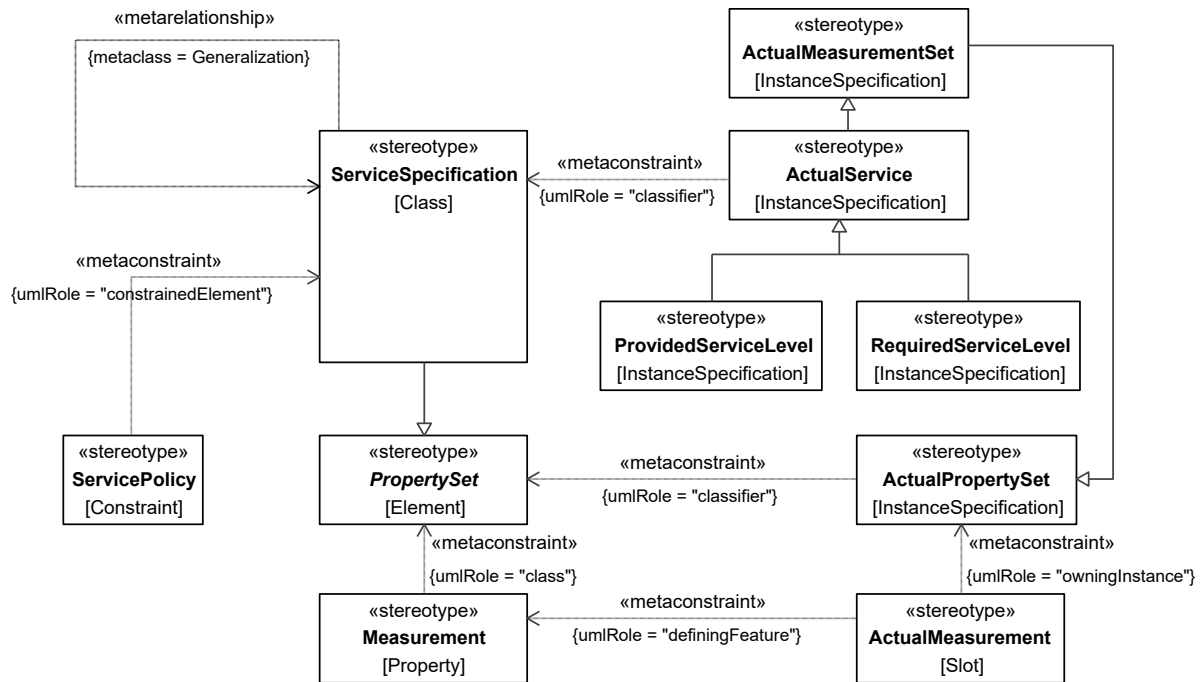 «metarelationship»
{metaclass = Generalization}
«stereotype»
ActualMeasurementSet
[InstanceSpecification]
«stereotype»
ServiceSpecification
[Class]
«metaconstraint»
{umlRole = "classifier"}
«stereotype»
ActualService
[InstanceSpecification]
«metaconstraint»
{umlRole = "constrainedElement"}
«stereotype»
ProvidedServiceLevel
[InstanceSpecification]
«stereotype»
RequiredServiceLevel
[InstanceSpecification]
«stereotype»
ServicePolicy
[Constraint]
«stereotype»
PropertySet
[Element]
«metaconstraint»
{umlRole = "classifier"}
«stereotype»
ActualPropertySet
[InstanceSpecification]
«metaconstraint»
{umlRole = "class"}
«metaconstraint»
{umlRole = "owningInstance"}
«stereotype»
Measurement
[Property]
«metaconstraint»
{umlRole = "definingFeature"}
«stereotype»
ActualMeasurement
[Slot]